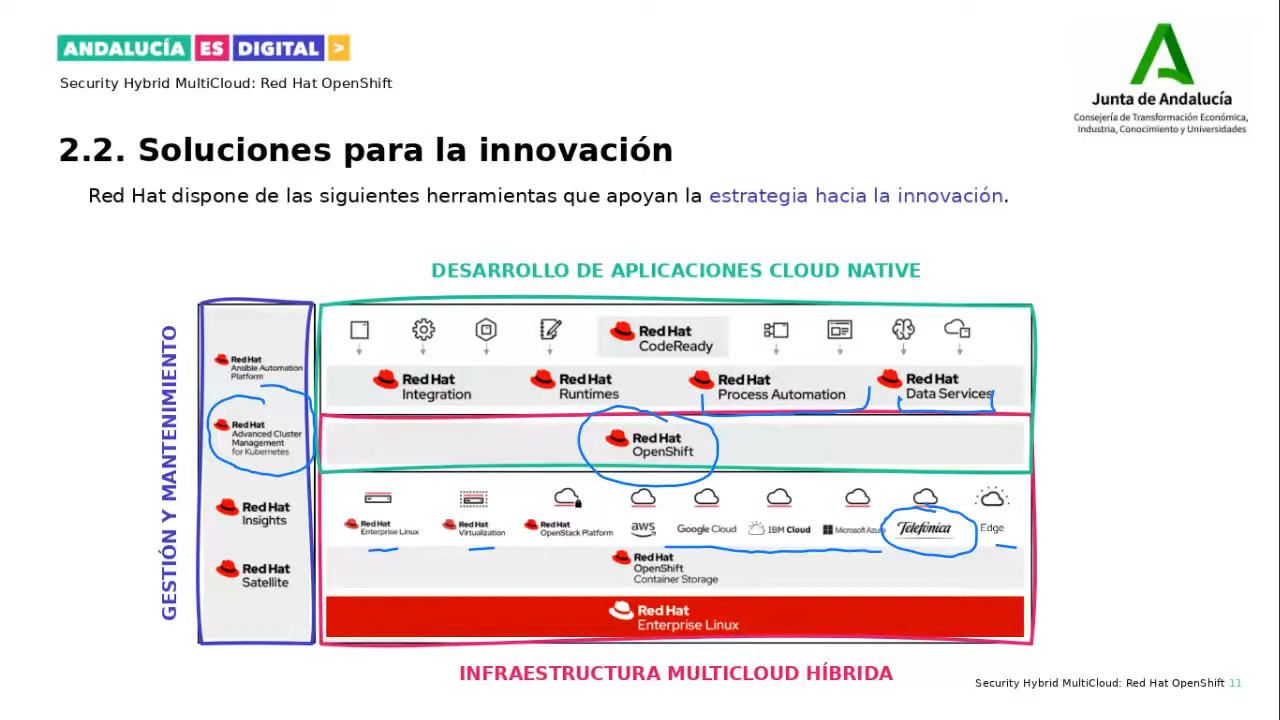 ANDALUCÍA ES DIGITAL >
Security Hybrid MultiCloud: Red Hat OpenShift
Junta de Andalucía
Consejería de Transformación Económica,
Industria, Conocimiento y Universidades
2.2. Soluciones para la innovación
Red Hat dispone de las siguientes herramientas que apoyan la estrategia hacia la innovación.
DESARROLLO DE APLICACIONES CLOUD NATIVE
GESTIÓN Y MANTENIMIENTO
Red Hat
Ansible Automation
Platform
Red Hat
Advanced Cluster
Management
for Kubernetes
Red Hat
Insights
Red Hat
Satellite
Red Hat
CodeReady
Red Hat
Integration
Red Hat
Runtimes
Red Hat
Process Automation
Red Hat
Data Services
Red Hat
OpenShift
Red Hat
Enterprise Linux
Red Hat
Virtualization
Red Hat
OpenStack Platform
aws
Google Cloud
IBM Cloud
Microsoft Azure
Telefónica
Edge
Red Hat
OpenShift
Container Storage
Red Hat
Enterprise Linux
INFRAESTRUCTURA MULTICLOUD HÍBRIDA
Security Hybrid MultiCloud: Red Hat OpenShift 11